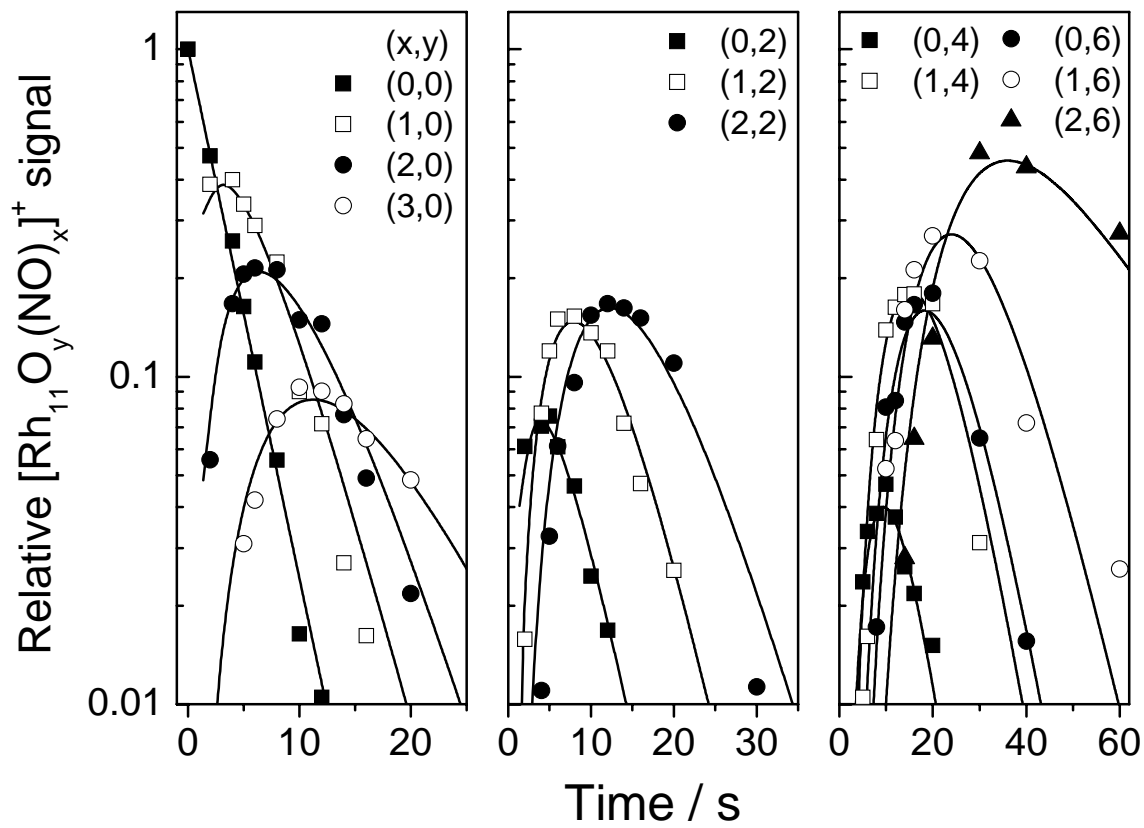 Relative [Rh₁₁Oᵧ(NO)ₓ]⁺ signal
1
0.1
0.01
(x,y)
(0,0)
(1,0)
(2,0)
(3,0)
0 10 20
(0,2)
(1,2)
(2,2)
0 10 20 30
(0,4) (0,6)
(1,4) (1,6)
(2,6)
0 20 40 60
Time / s